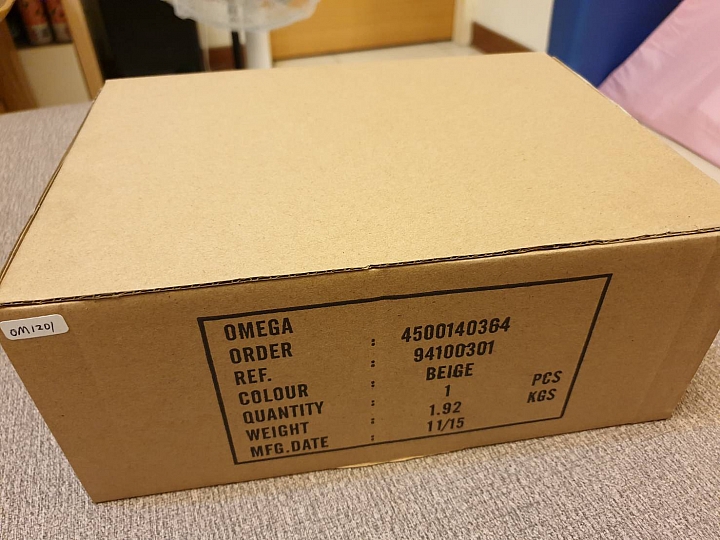 OM1201
OMEGA
ORDER : 4500140364
REF. : 94100301
COLOUR : BEIGE
QUANTITY : 1 PCS
WEIGHT : 1.92 KGS
MFG.DATE : 11/15